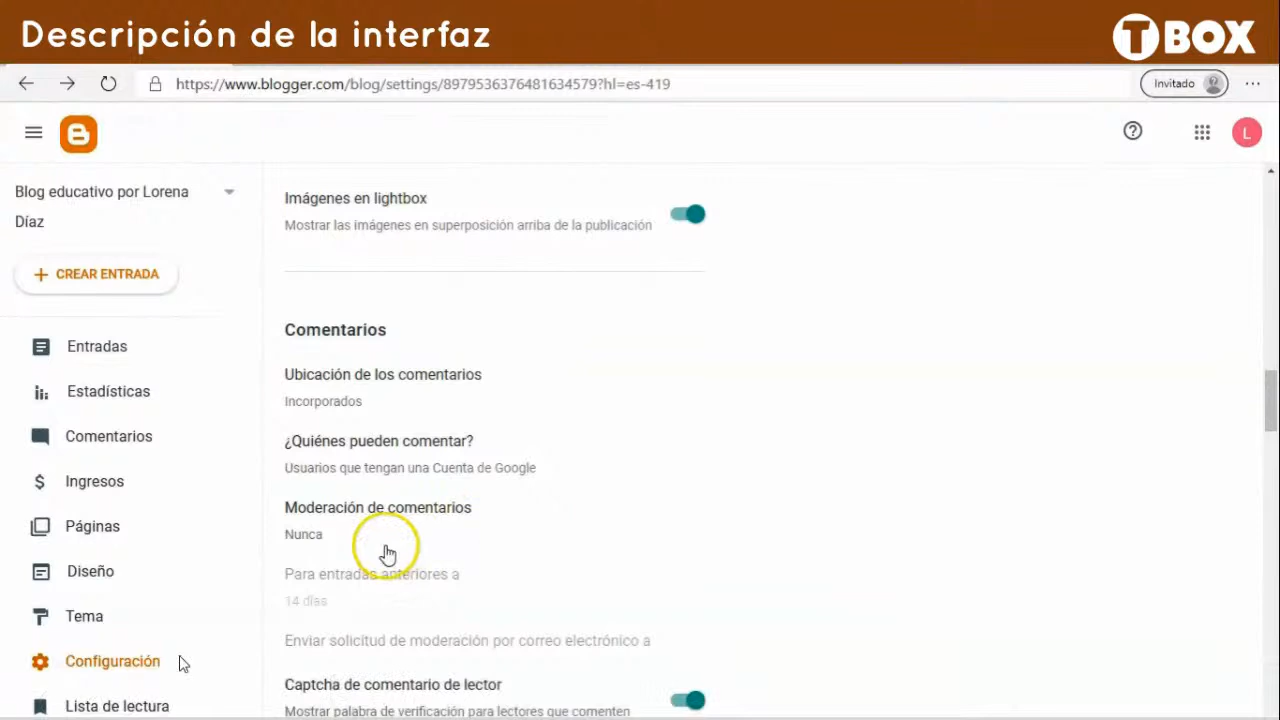 Descripción de la interfaz
T BOX
https://www.blogger.com/blog/settings/8979536376481634579?hl=es-419
Invitado
L
Blog educativo por Lorena
Díaz
CREAR ENTRADA
Entradas
Estadísticas
Comentarios
Ingresos
Páginas
Diseño
Tema
Configuración
Lista de lectura
Imágenes en lightbox
Mostrar las imágenes en superposición arriba de la publicación
Comentarios
Ubicación de los comentarios
Incorporados
¿Quiénes pueden comentar?
Usuarios que tengan una Cuenta de Google
Moderación de comentarios
Nunca
Para entradas anteriores a
14 días
Enviar solicitud de moderación por correo electrónico a
Captcha de comentario de lector
Mostrar palabra de verificación para lectores que comenten